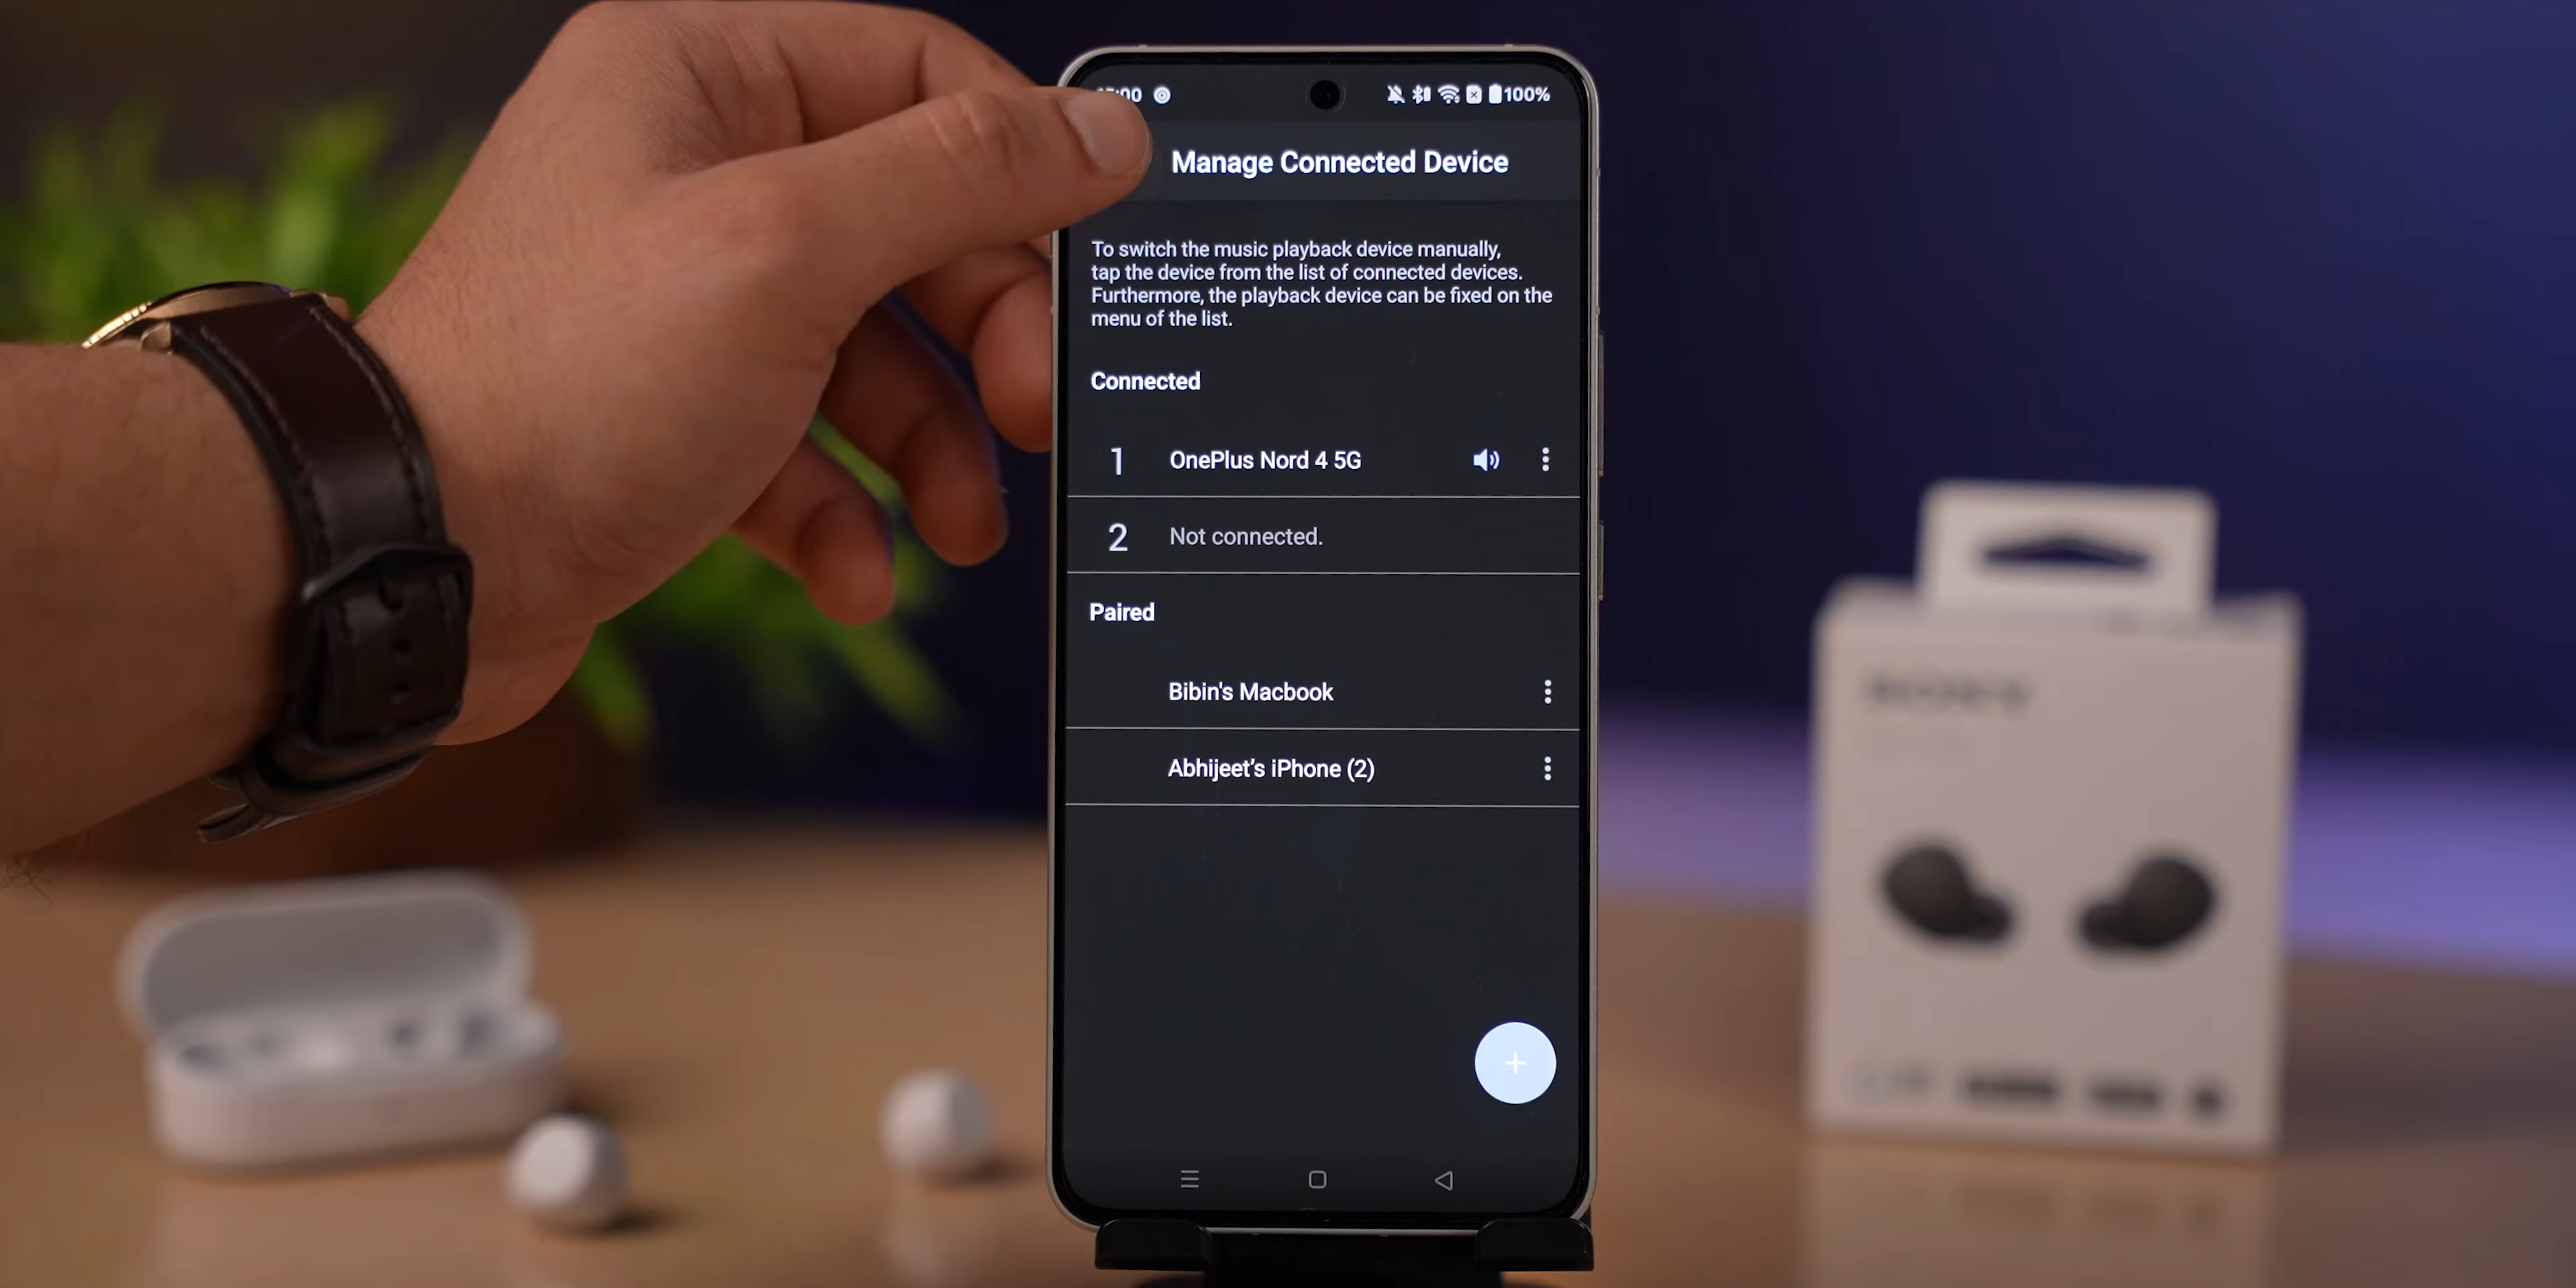 100%
Manage Connected Device
To switch the music playback device manually,
tap the device from the list of connected devices.
Furthermore, the playback device can be fixed on the
menu of the list.
Connected
1 OnePlus Nord 4 5G
2 Not connected.
Paired
Bibin's Macbook
Abhijeet’s iPhone (2)
SONY